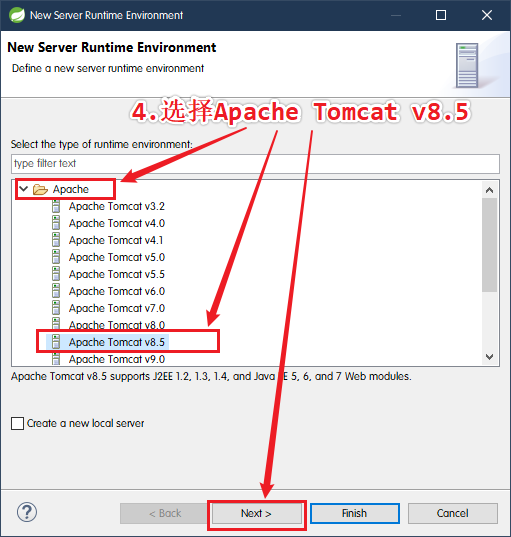 New Server Runtime Environment
New Server Runtime Environment
Define a new server runtime environment
4.选择Apache Tomcat v8.5
Select the type of runtime environment:
type filter text
Apache
Apache Tomcat v3.2
Apache Tomcat v4.0
Apache Tomcat v4.1
Apache Tomcat v5.0
Apache Tomcat v5.5
Apache Tomcat v6.0
Apache Tomcat v7.0
Apache Tomcat v8.0
Apache Tomcat v8.5
Apache Tomcat v9.0
Apache Tomcat v8.5 supports J2EE 1.2, 1.3, 1.4, and Java EE 5, 6, and 7 Web modules.
Create a new local server
? < Back Next > Finish Cancel